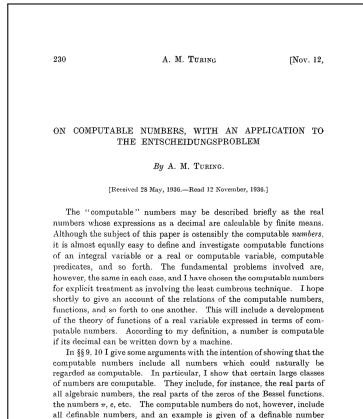 230 A. M. TURING [Nov. 12,
ON COMPUTABLE NUMBERS, WITH AN APPLICATION TO
THE ENTSCHEIDUNGSPROBLEM
By A. M. TURING.
[Received 28 May, 1936.—Read 12 November, 1936.]
The "computable" numbers may be described briefly as the real
numbers whose expressions as a decimal are calculable by finite means.
Although the subject of this paper is ostensibly the computable numbers,
it is almost equally easy to define and investigate computable functions
of an integral variable or a real or computable variable, computable
predicates, and so forth. The fundamental problems involved are,
however, the same in each case, and I have chosen the computable numbers
for explicit treatment as involving the least cumbrous technique. I hope
shortly to give an account of the relations of the computable numbers,
functions, and so forth to one another. This will include a development
of the theory of functions of a real variable expressed in terms of com-
putable numbers. According to my definition, a number is computable
if its decimal can be written down by a machine.
In §§ 9, 10 I give some arguments with the intention of showing that the
computable numbers include all numbers which could naturally be
regarded as computable. In particular, I show that certain large classes
of numbers are computable. They include, for instance, the real parts of
all algebraic numbers, the real parts of the zeros of the Bessel functions,
the numbers π, e, etc. The computable numbers do not, however, include
all definable numbers, and an example is given of a definable number